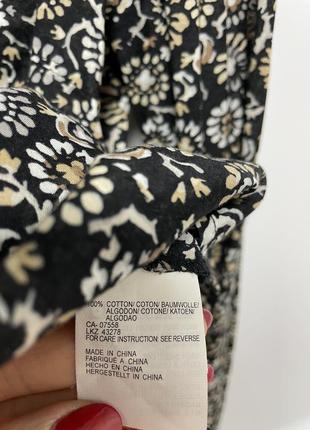 100% COTTON/ COTON/ BAUMWOLLE/
ALGODON/ COTONE/ KATOEN/
ALGODAO
CA- 07558
LKZ 43278
FOR CARE INSTRUCTION SEE REVERSE
MADE IN CHINA
FABRIQUE A CHINE
HECHO EN CHINA
HERGESTELLT IN CHINA